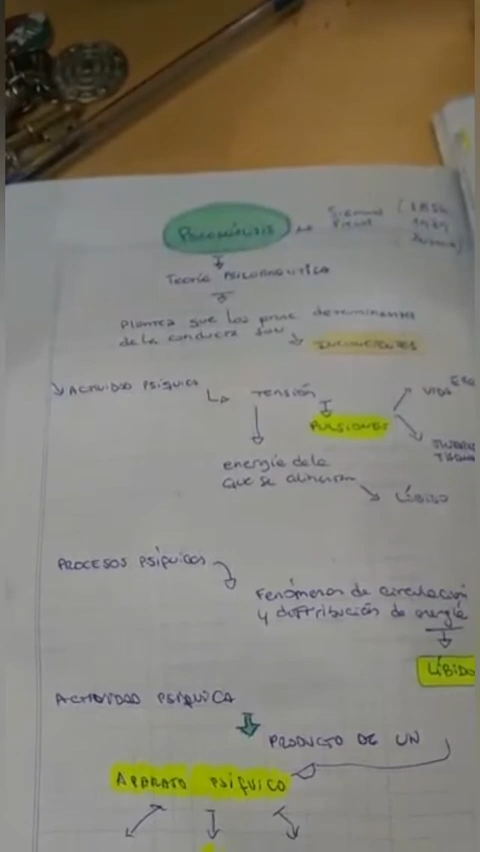 PSICOANÁLISIS
Sigmund
Freud
TEORÍA PSICOANALÍTICA
Plantea que los princ determinantes
de la conducta son
INCONSCIENTES
ACTIVIDAD PSÍQUICA
TENSIÓN
PULSIONES
VIDA
energía de la
que se alimentan
LÍBIDO
PROCESOS PSÍQUICOS
Fenómenos de circulación
y distribución de energía
LÍBIDO
ACTIVIDAD PSÍQUICA
PRODUCTO DE UN
APARATO PSÍQUICO